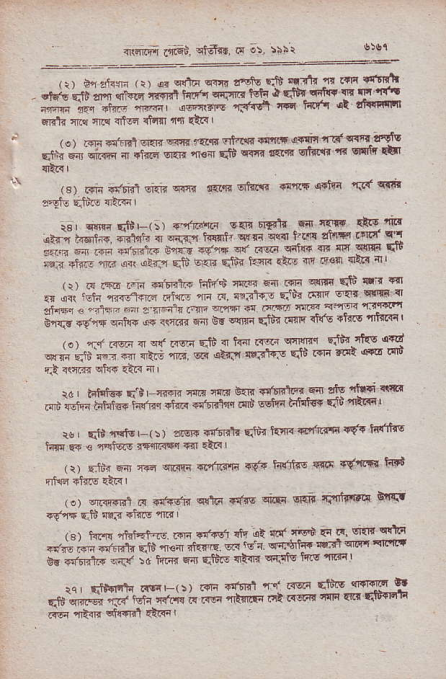 বাংলাদেশ গেজেট, অতিরিক্ত, মে ৩১, ১৯৯২ ৬১৬৭
(২) উপ-প্রবিধান (২) এর অধীনে অবসর প্রস্তুতি ছুটি মঞ্জুরীর পর কোন কর্মচারীর
অর্জিত ছুটি প্রাপ্য থাকিলে সরকারী নির্দেশ অনুসারে তিনি ঐ ছুটির অনধিক বার মাস পর্যন্ত
নগদায়ন গ্রহণ করিতে পারিবেন। এতদসংক্রান্ত পূর্ববর্তী সকল নির্দেশ এই প্রবিধানমালা
জারীর সাথে সাথে বাতিল বলিয়া গণ্য হইবে।
(৩) কোন কর্মচারী তাহার অবসর গ্রহণের তারিখের কমপক্ষে একমাস পূর্বে অবসর প্রস্তুতি
ছুটির জন্য আবেদন না করিলে তাহার পাওনা ছুটি অবসর গ্রহণের তারিখের পর তামাদি হইয়া
যাইবে।
(৪) কোন কর্মচারী তাহার অবসর গ্রহণের তারিখের কমপক্ষে একদিন পূর্বে অবসর
প্রস্তুতি ছুটিতে যাইবেন।
২৪। অধ্যয়ন ছুটি।—(১) কর্পোরেশনে তাহার চাকুরীর জন্য সহায়ক হইতে পারে
এইরূপ বৈজ্ঞানিক, কারীগরি বা অনুরূপ বিষয়াদি অধ্যয়ন অথবা বিশেষ প্রশিক্ষণ কোর্সে অংশ
গ্রহণের জন্য কোন কর্মচারীকে উপযুক্ত কর্তৃপক্ষ অর্ধ বেতনে অনধিক বার মাস অধ্যয়ন ছুটি
মঞ্জুর করিতে পারে এবং এইরূপ ছুটি তাহার ছুটির হিসাব হইতে বাদ দেওয়া যাইবে না।
(২) যে ক্ষেত্রে কোন কর্মচারীকে নির্দিষ্ট সময়ের জন্য কোন অধ্যয়ন ছুটি মঞ্জুর করা
হয় এবং তিনি পরবর্তীকালে দেখিতে পান যে, মঞ্জুরীকৃত ছুটির মেয়াদ তাহার অধ্যয়ন বা
প্রশিক্ষণ ও পরীক্ষার জন্য প্রয়োজনীয় মেয়াদ অপেক্ষা কম সেক্ষেত্রে সময়ের স্বল্পতার পূরণকল্পে
উপযুক্ত কর্তৃপক্ষ অনধিক এক বৎসরের জন্য উক্ত অধ্যয়ন ছুটির মেয়াদ বর্ধিত করিতে পারিবেন।
(৩) পূর্ণ বেতনে বা অর্ধ বেতনে ছুটি বা বিনা বেতনে অসাধারণ ছুটির সহিত একত্রে
অধ্যয়ন ছুটি মঞ্জুর করা যাইতে পারে, তবে এইরূপ মঞ্জুরীকৃত ছুটি কোন ক্রমেই একত্রে মোট
দুই বৎসরের অধিক হইবে না।
২৫। নৈমিত্তিক ছুটি।—সরকার সময়ে সময়ে উহার কর্মচারীদের জন্য প্রতি পঞ্জিকা বৎসরে
মোট যতদিন নৈমিত্তিক নির্ধারণ করিবে কর্মচারীগণ মোট ততদিন নৈমিত্তিক ছুটি পাইবেন।
২৬। ছুটি পদ্ধতি।—(১) প্রত্যেক কর্মচারীর ছুটির হিসাব কর্পোরেশন কর্তৃক নির্ধারিত
নিয়ম ছক ও পদ্ধতিতে রক্ষণাবেক্ষণ করা হইবে।
(২) ছুটির জন্য সকল আবেদন কর্পোরেশন কর্তৃক নির্ধারিত ফরমে কর্তৃপক্ষের নিকট
দাখিল করিতে হইবে।
(৩) আবেদনকারী যে কর্মকর্তার অধীনে কর্মরত আছেন তাহার সুপারিশক্রমে উপযুক্ত
কর্তৃপক্ষ ছুটি মঞ্জুর করিতে পারে।
(৪) বিশেষ পরিস্থিতিতে, কোন কর্মকর্তা যদি এই মর্মে সন্তুষ্ট হন যে, তাহার অধীনে
কর্মরত কোন কর্মচারীর ছুটি পাওনা রহিয়াছে, তবে তিনি, আনুষ্ঠানিক মঞ্জুরী আদেশ সাপেক্ষে
উক্ত কর্মচারীকে অনূর্ধ্ব ১৫ দিনের জন্য ছুটিতে যাইবার অনুমতি দিতে পারেন।
২৭। ছুটিকালীন বেতন।—(১) কোন কর্মচারী পূর্ণ বেতনে ছুটিতে থাকাকালে উক্ত
ছুটি আরম্ভের পূর্বে তিনি সর্বশেষ যে বেতন পাইয়াছেন সেই বেতনের সমান হারে ছুটিকালীন
বেতন পাইবার অধিকারী হইবেন।